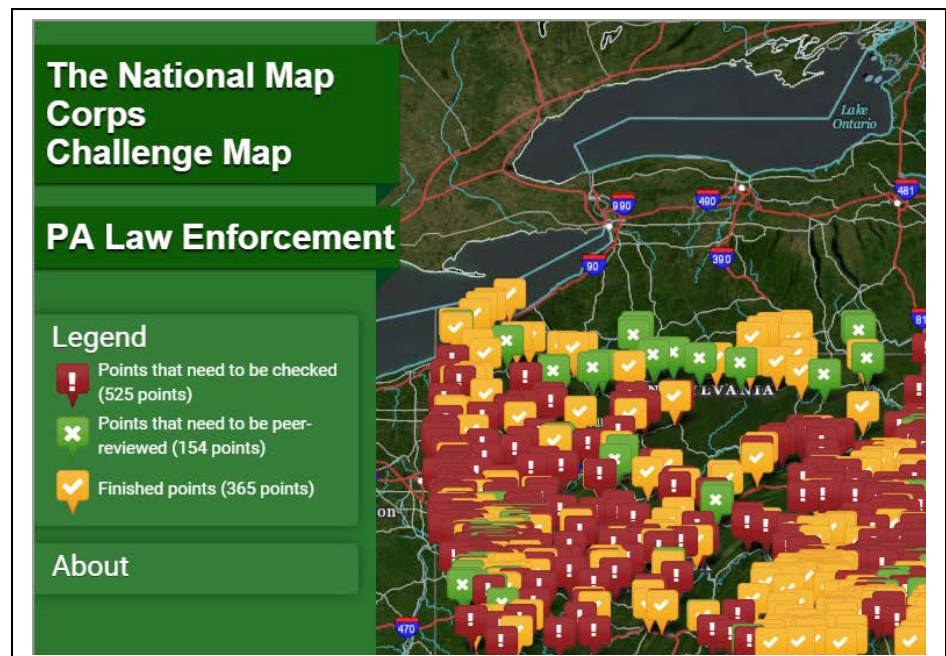 The National Map
Corps
Challenge Map
PA Law Enforcement
Legend
Points that need to be checked
(525 points)
Points that need to be peer-
reviewed (154 points)
Finished points (365 points)
About
Lake
Ontario
990
490
481
90
390
81
VANIA
on
470